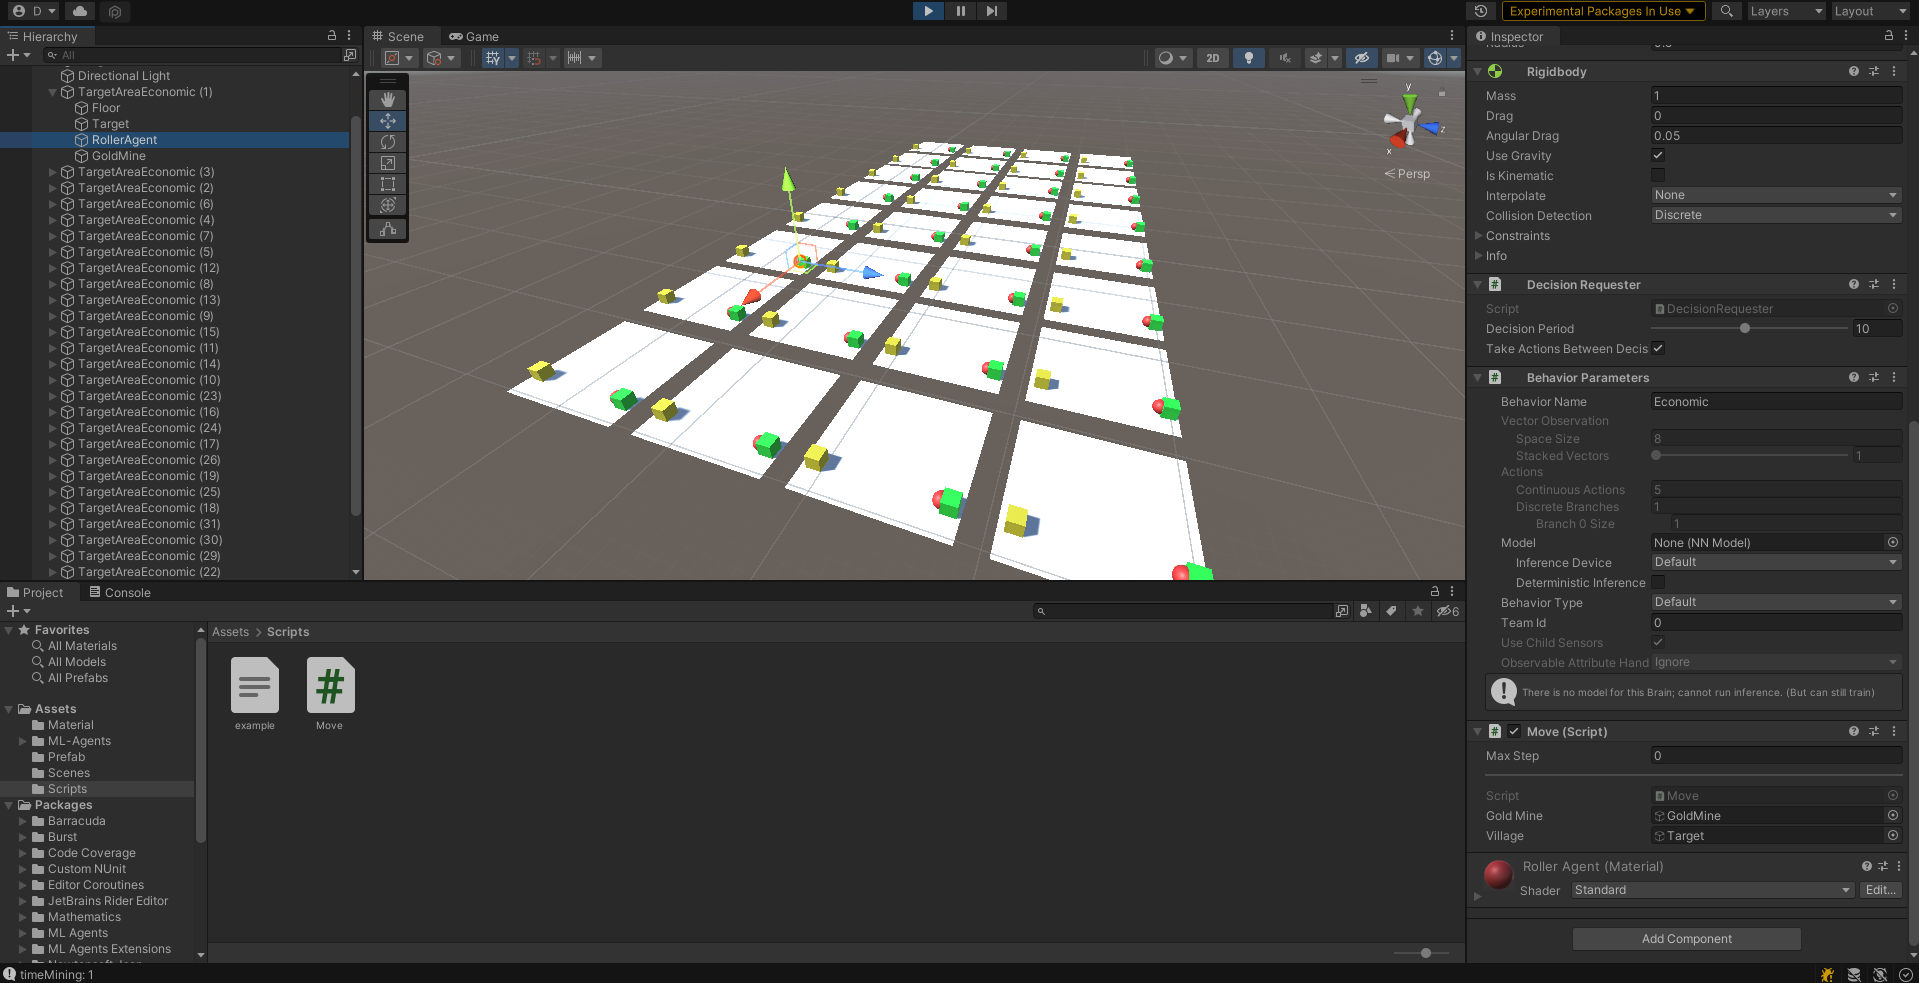 D
Experimental Packages In Use
Layers
Layout
Hierarchy
All
Directional Light
TargetAreaEconomic (1)
Floor
Target
RollerAgent
GoldMine
TargetAreaEconomic (3)
TargetAreaEconomic (2)
TargetAreaEconomic (6)
TargetAreaEconomic (4)
TargetAreaEconomic (7)
TargetAreaEconomic (5)
TargetAreaEconomic (12)
TargetAreaEconomic (8)
TargetAreaEconomic (13)
TargetAreaEconomic (9)
TargetAreaEconomic (15)
TargetAreaEconomic (11)
TargetAreaEconomic (14)
TargetAreaEconomic (10)
TargetAreaEconomic (23)
TargetAreaEconomic (16)
TargetAreaEconomic (24)
TargetAreaEconomic (17)
TargetAreaEconomic (26)
TargetAreaEconomic (19)
TargetAreaEconomic (25)
TargetAreaEconomic (18)
TargetAreaEconomic (31)
TargetAreaEconomic (30)
TargetAreaEconomic (29)
TargetAreaEconomic (22)
Scene
Game
2D
y
z
x
Persp
Inspector
Rigidbody
Mass 1
Drag 0
Angular Drag 0.05
Use Gravity
Is Kinematic
Interpolate None
Collision Detection Discrete
Constraints
Info
Decision Requester
Script DecisionRequester
Decision Period 10
Take Actions Between Decis
Behavior Parameters
Behavior Name Economic
Vector Observation
Space Size 8
Stacked Vectors 1
Actions
Continuous Actions 5
Discrete Branches 1
Branch 0 Size 1
Model None (NN Model)
Inference Device Default
Deterministic Inference
Behavior Type Default
Team Id 0
Use Child Sensors
Observable Attribute Hand Ignore
There is no model for this Brain; cannot run inference. (But can still train)
Move (Script)
Max Step 0
Script Move
Gold Mine GoldMine
Village Target
Roller Agent (Material)
Shader Standard Edit...
Add Component
Project
Console
6
Favorites
All Materials
All Models
All Prefabs
Assets
Material
ML-Agents
Prefab
Scenes
Scripts
Packages
Barracuda
Burst
Code Coverage
Custom NUnit
Editor Coroutines
JetBrains Rider Editor
Mathematics
ML Agents
ML Agents Extensions
Assets > Scripts
example
Move
timeMining: 1